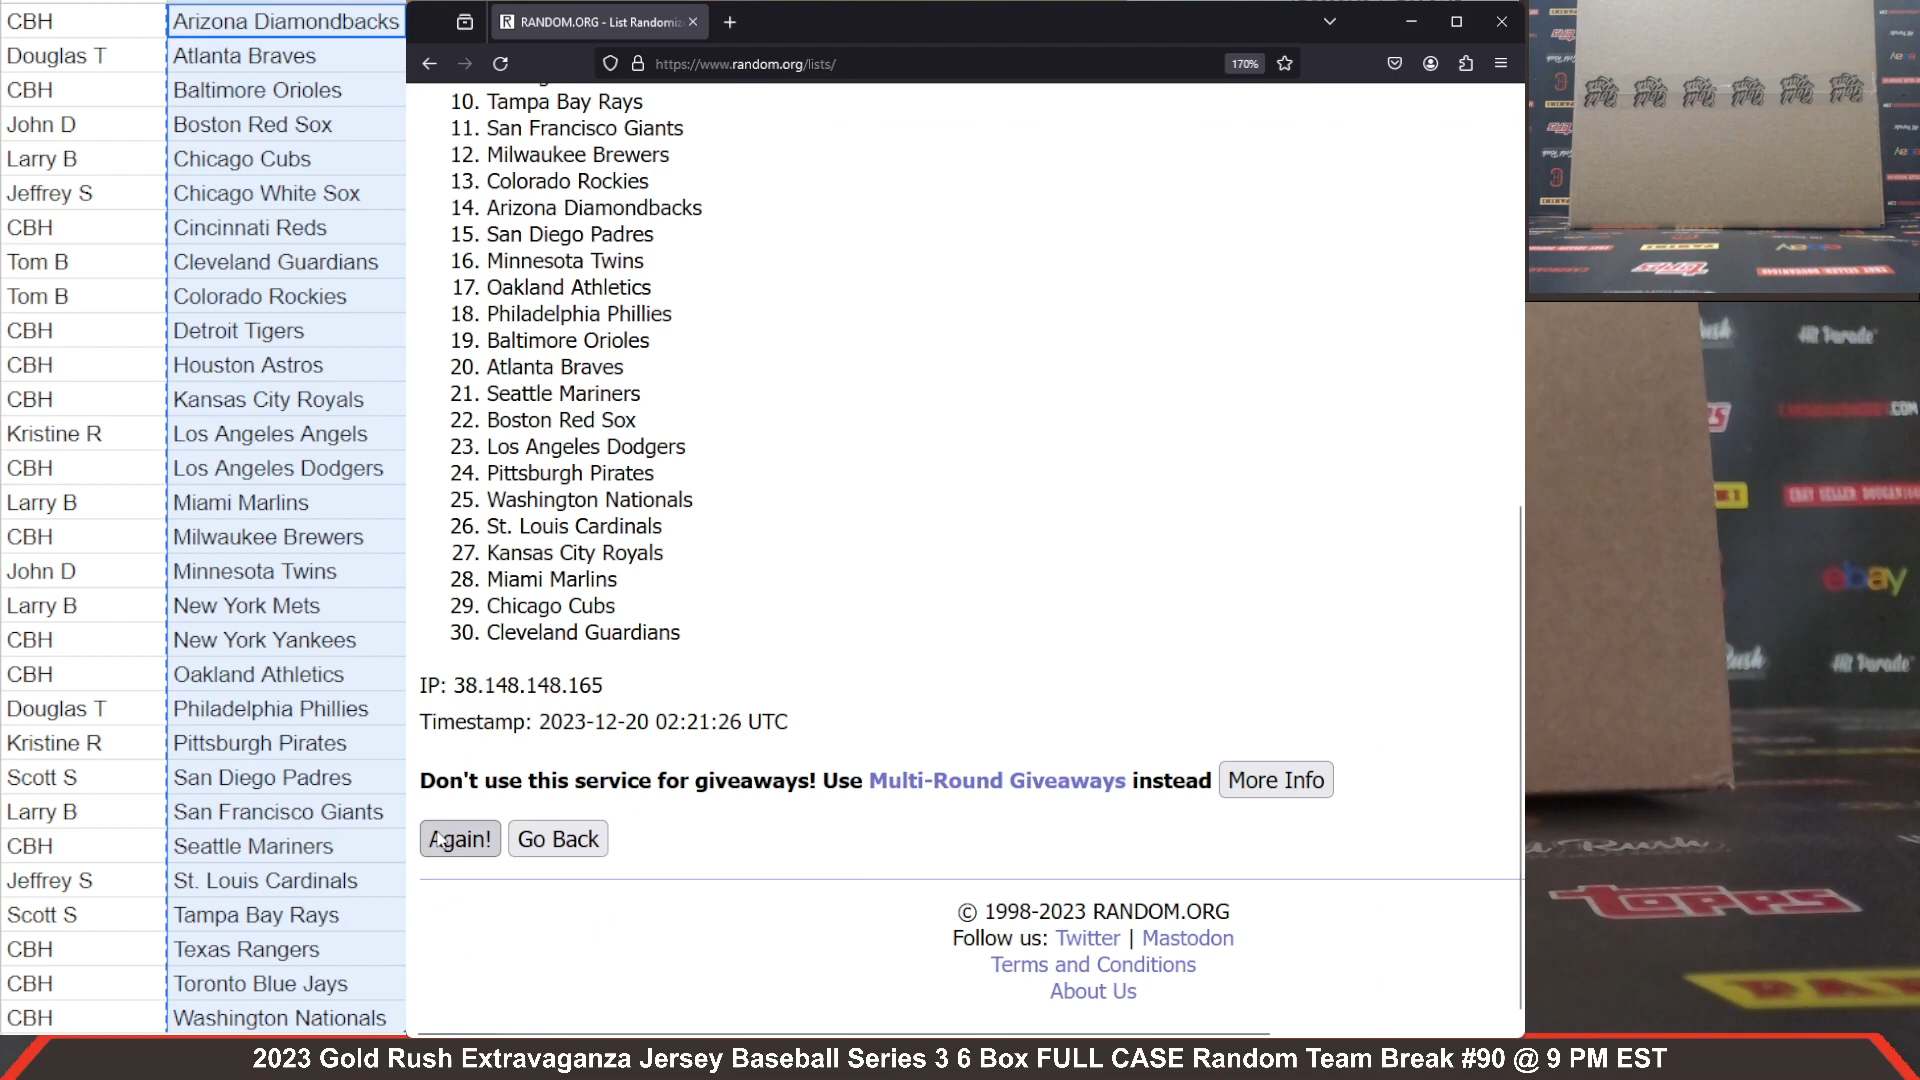 CBH Arizona Diamondbacks
Douglas T Atlanta Braves
CBH Baltimore Orioles
John D Boston Red Sox
Larry B Chicago Cubs
Jeffrey S Chicago White Sox
CBH Cincinnati Reds
Tom B Cleveland Guardians
Tom B Colorado Rockies
CBH Detroit Tigers
CBH Houston Astros
CBH Kansas City Royals
Kristine R Los Angeles Angels
CBH Los Angeles Dodgers
Larry B Miami Marlins
CBH Milwaukee Brewers
John D Minnesota Twins
Larry B New York Mets
CBH New York Yankees
CBH Oakland Athletics
Douglas T Philadelphia Phillies
Kristine R Pittsburgh Pirates
Scott S San Diego Padres
Larry B San Francisco Giants
CBH Seattle Mariners
Jeffrey S St. Louis Cardinals
Scott S Tampa Bay Rays
CBH Texas Rangers
CBH Toronto Blue Jays
CBH Washington Nationals
RANDOM.ORG - List Randomiz
https://www.random.org/lists/
170%
10. Tampa Bay Rays
11. San Francisco Giants
12. Milwaukee Brewers
13. Colorado Rockies
14. Arizona Diamondbacks
15. San Diego Padres
16. Minnesota Twins
17. Oakland Athletics
18. Philadelphia Phillies
19. Baltimore Orioles
20. Atlanta Braves
21. Seattle Mariners
22. Boston Red Sox
23. Los Angeles Dodgers
24. Pittsburgh Pirates
25. Washington Nationals
26. St. Louis Cardinals
27. Kansas City Royals
28. Miami Marlins
29. Chicago Cubs
30. Cleveland Guardians
IP: 38.148.148.165
Timestamp: 2023-12-20 02:21:26 UTC
Don't use this service for giveaways! Use Multi-Round Giveaways instead More Info
Again! Go Back
© 1998-2023 RANDOM.ORG
Follow us: Twitter | Mastodon
Terms and Conditions
About Us
topps
ebay
Hit Parade
EBAY SELLER DOUGAN1600
ebay
Rush Hit Parade
Rush
topps
2023 Gold Rush Extravaganza Jersey Baseball Series 3 6 Box FULL CASE Random Team Break #90 @ 9 PM EST